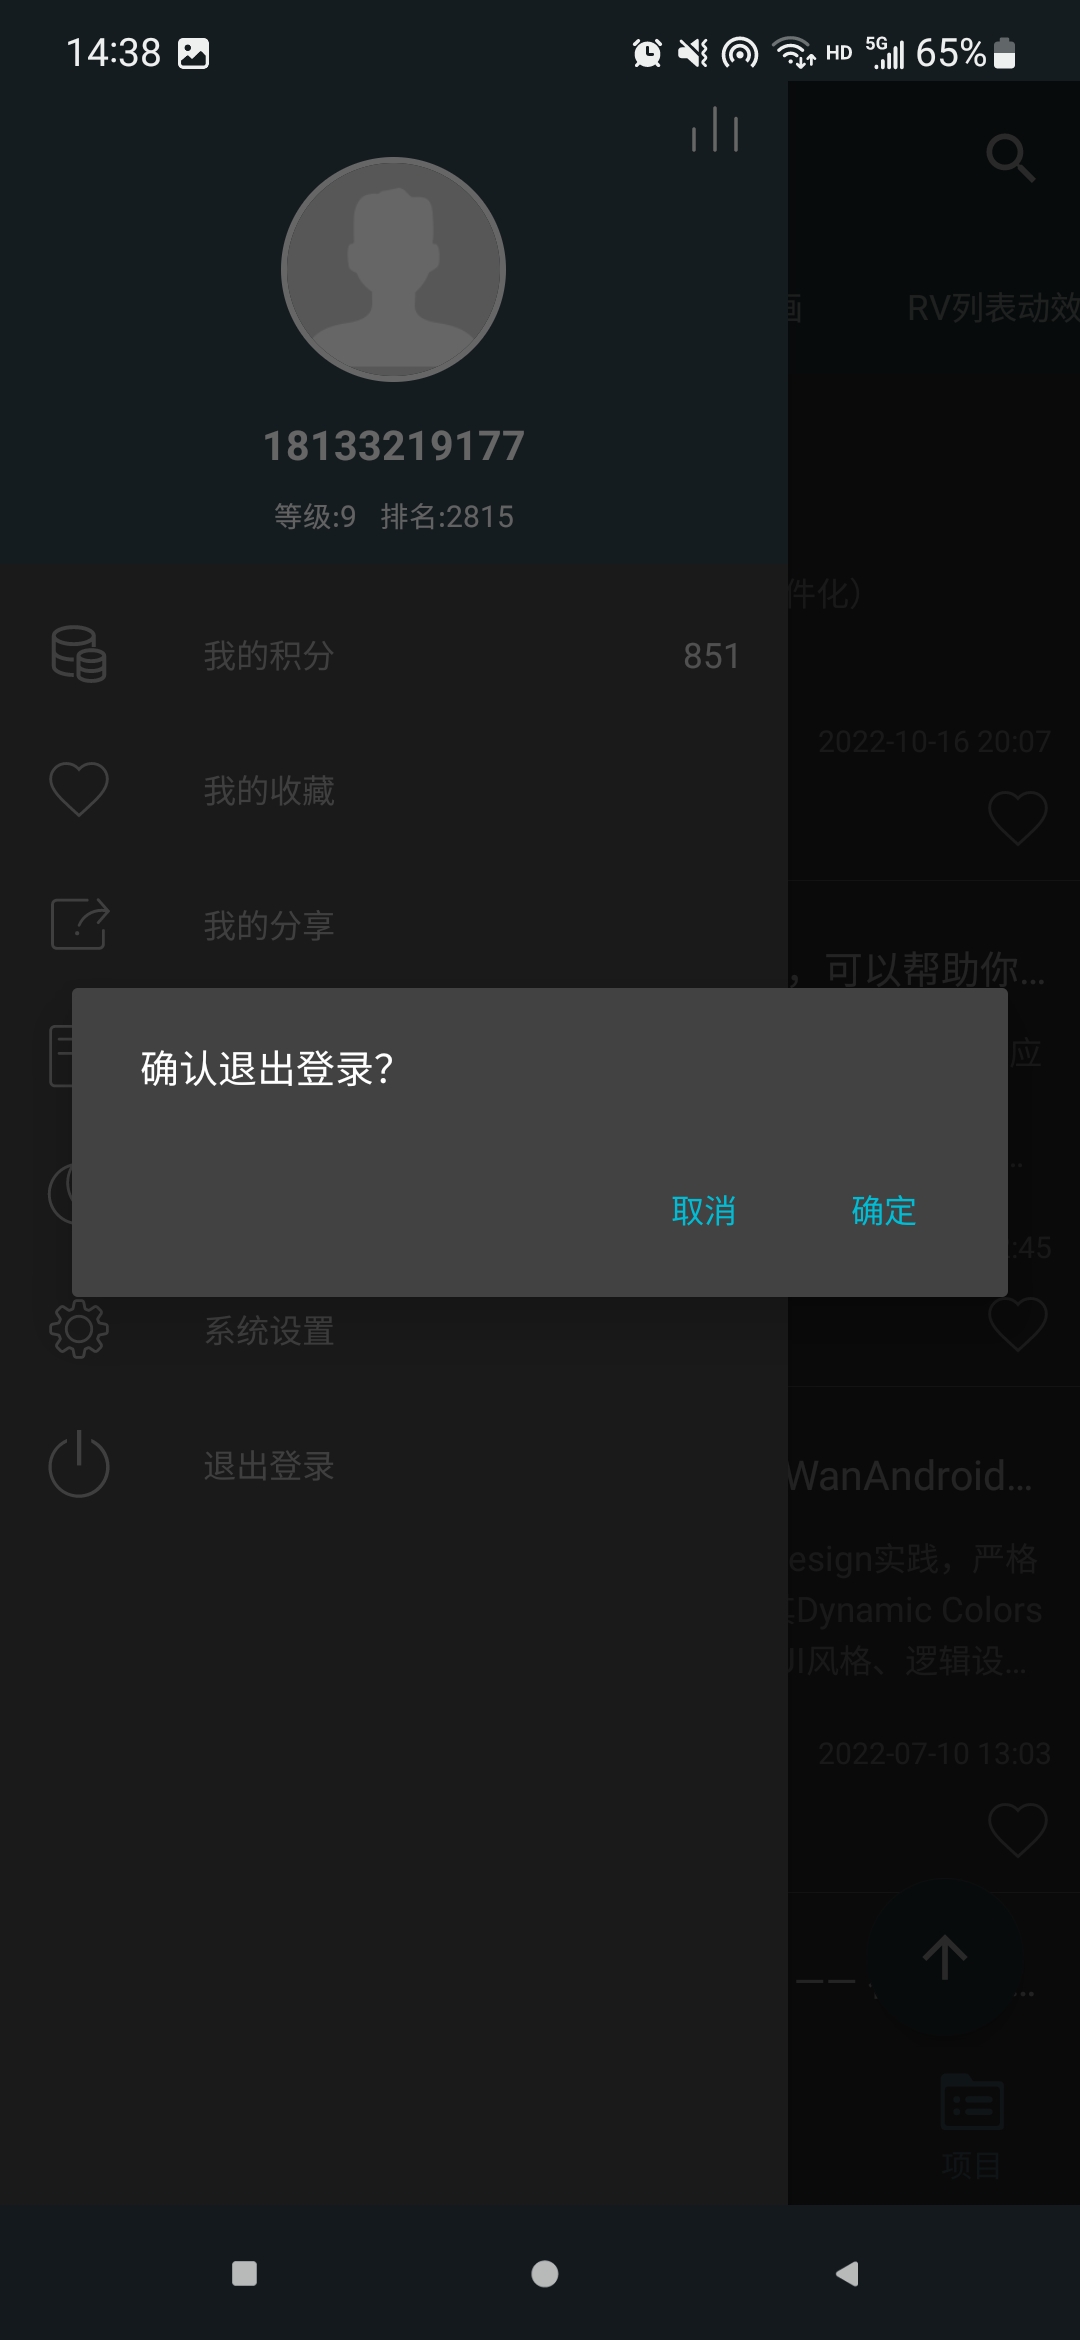 14:38 HD 5G 65%
RV列表动效
18133219177
等级:9 排名:2815
件化）
我的积分 851
2022-10-16 20:07
我的收藏
我的分享
，可以帮助你...
应
确认退出登录？
取消 确定
:45
系统设置
退出登录
WanAndroid...
esign实践，严格
Dynamic Colors
UI风格、逻辑设...
2022-07-10 13:03
项目